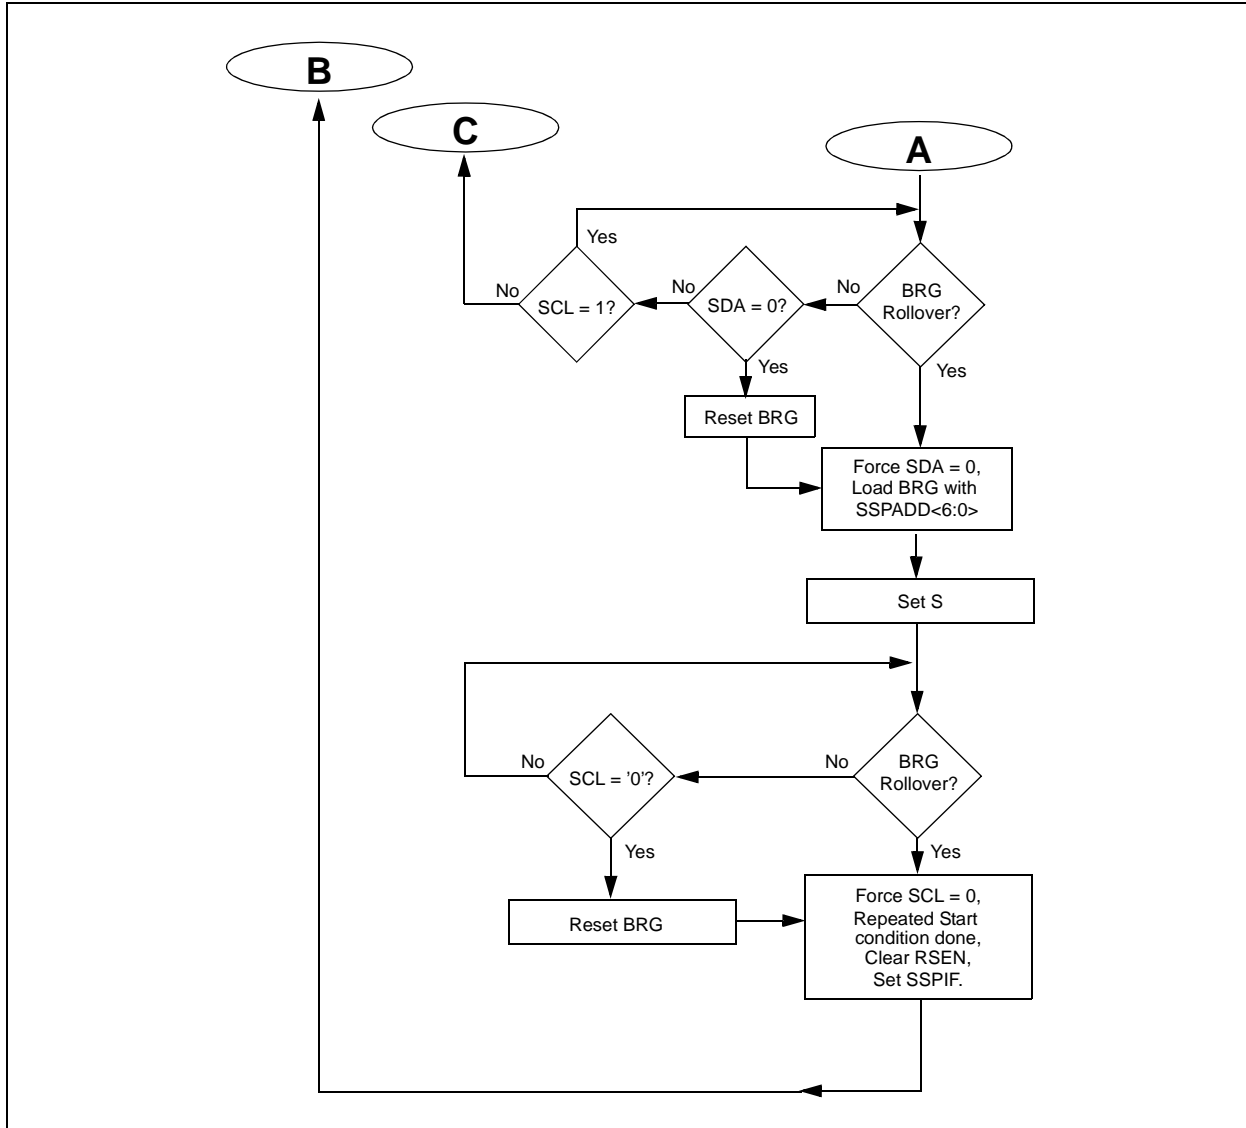 B
C
A
Yes
No
SCL = 1?
No
SDA = 0?
No
BRG
Rollover?
Yes
Yes
Reset BRG
Force SDA = 0,
Load BRG with
SSPADD<6:0>
Set S
No
SCL = '0'?
No
BRG
Rollover?
Yes
Yes
Reset BRG
Force SCL = 0,
Repeated Start
condition done,
Clear RSEN,
Set SSPIF.